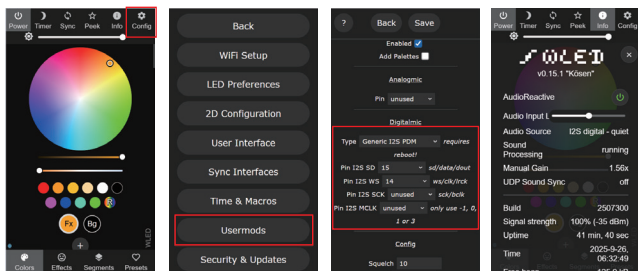 Power Timer Sync Peek Info Config
Fx Bg
WLED
Colors Effects Segments Presets
Back
WiFi Setup
LED Preferences
2D Configuration
User Interface
Sync Interfaces
Time & Macros
Usermods
Security & Updates
? Back Save
Enabled
Add Palettes
Analogmic
Pin unused
Digitalmic
Type Generic I2S PDM requires
reboot!
Pin I2S SD 15 sd/data/dout
Pin I2S WS 14 ws/clk/lrck
Pin I2S SCK unused sck/bclk
Pin I2S MCLK unused only use -1, 0,
1 or 3
Config
Squelch 10
Power Timer Sync Peek Info Config
WLED
v0.15.1 "Kōsen"
AudioReactive
Audio Input L
Audio Source I2S digital - quiet
Sound
Processing running
Manual Gain 1.56x
UDP Sound Sync off
Build 2507300
Signal strength 100% (-35 dBm)
Uptime 41 min, 40 sec
Time 2025-9-26,
06:32:49